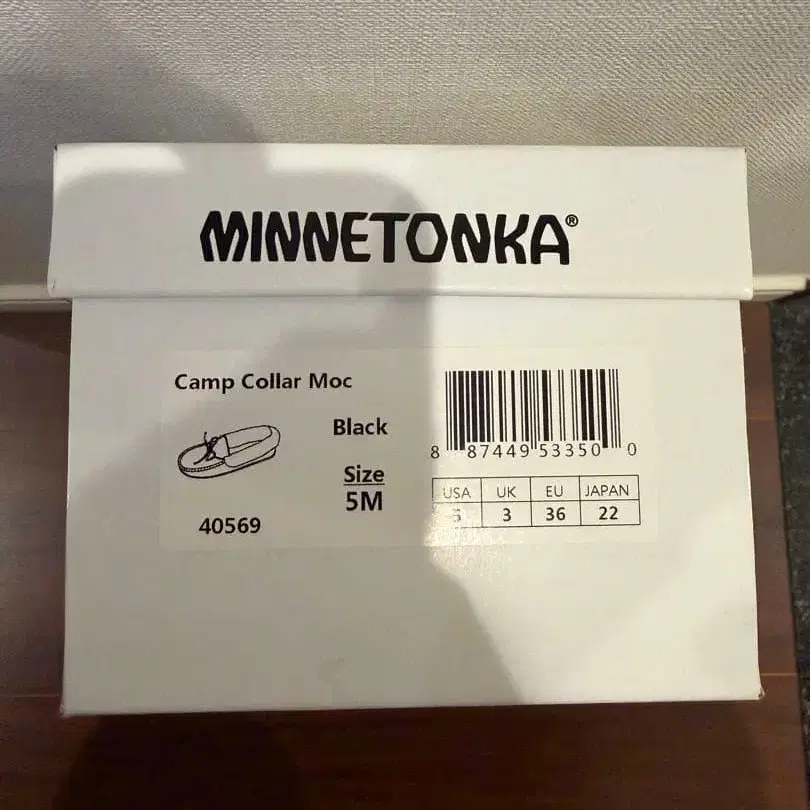 MINNETONKA®
Camp Collar Moc
Black
Size
5M
40569
8 87449 53350 0
USA UK EU JAPAN
5 3 36 22